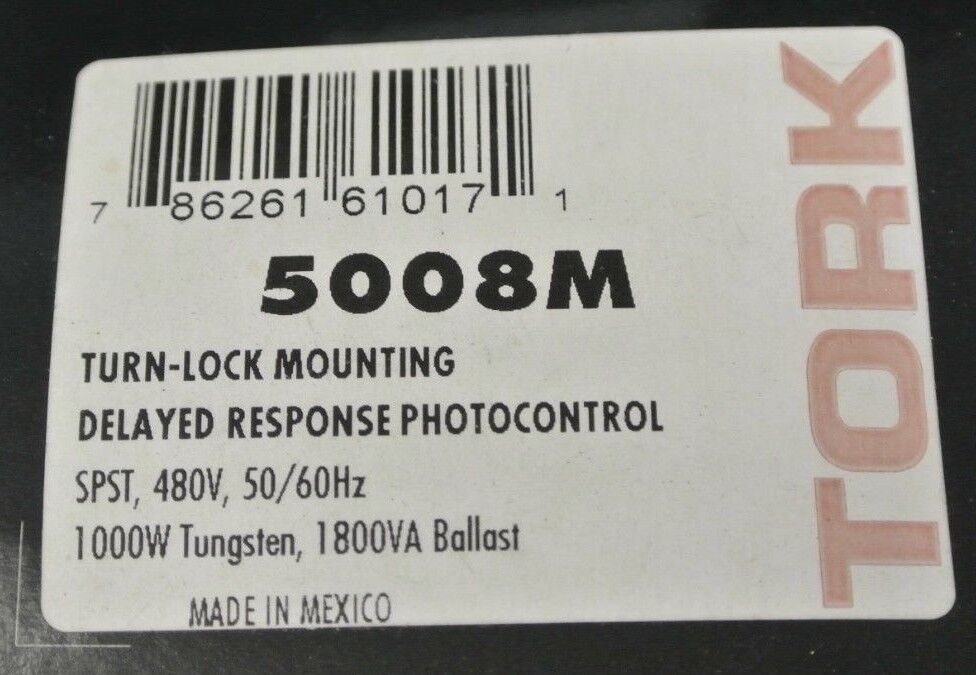 7 86261 61017 1
5008M
TURN-LOCK MOUNTING
DELAYED RESPONSE PHOTOCONTROL
SPST, 480V, 50/60Hz
1000W Tungsten, 1800VA Ballast
MADE IN MEXICO
TORK